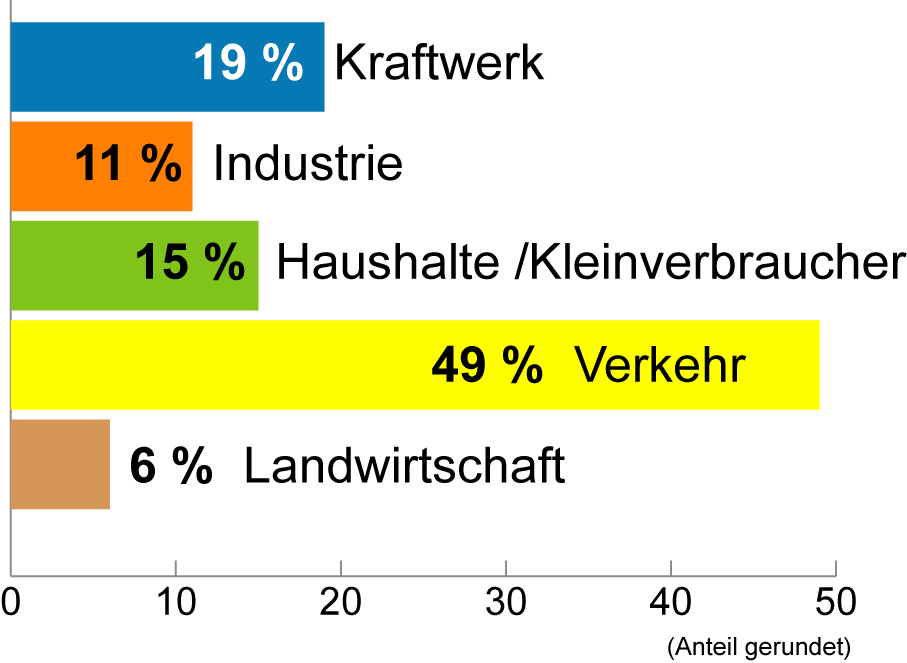 19 % Kraftwerk
11 % Industrie
15 % Haushalte /Kleinverbraucher
49 % Verkehr
6 % Landwirtschaft
0 10 20 30 40 50
(Anteil gerundet)